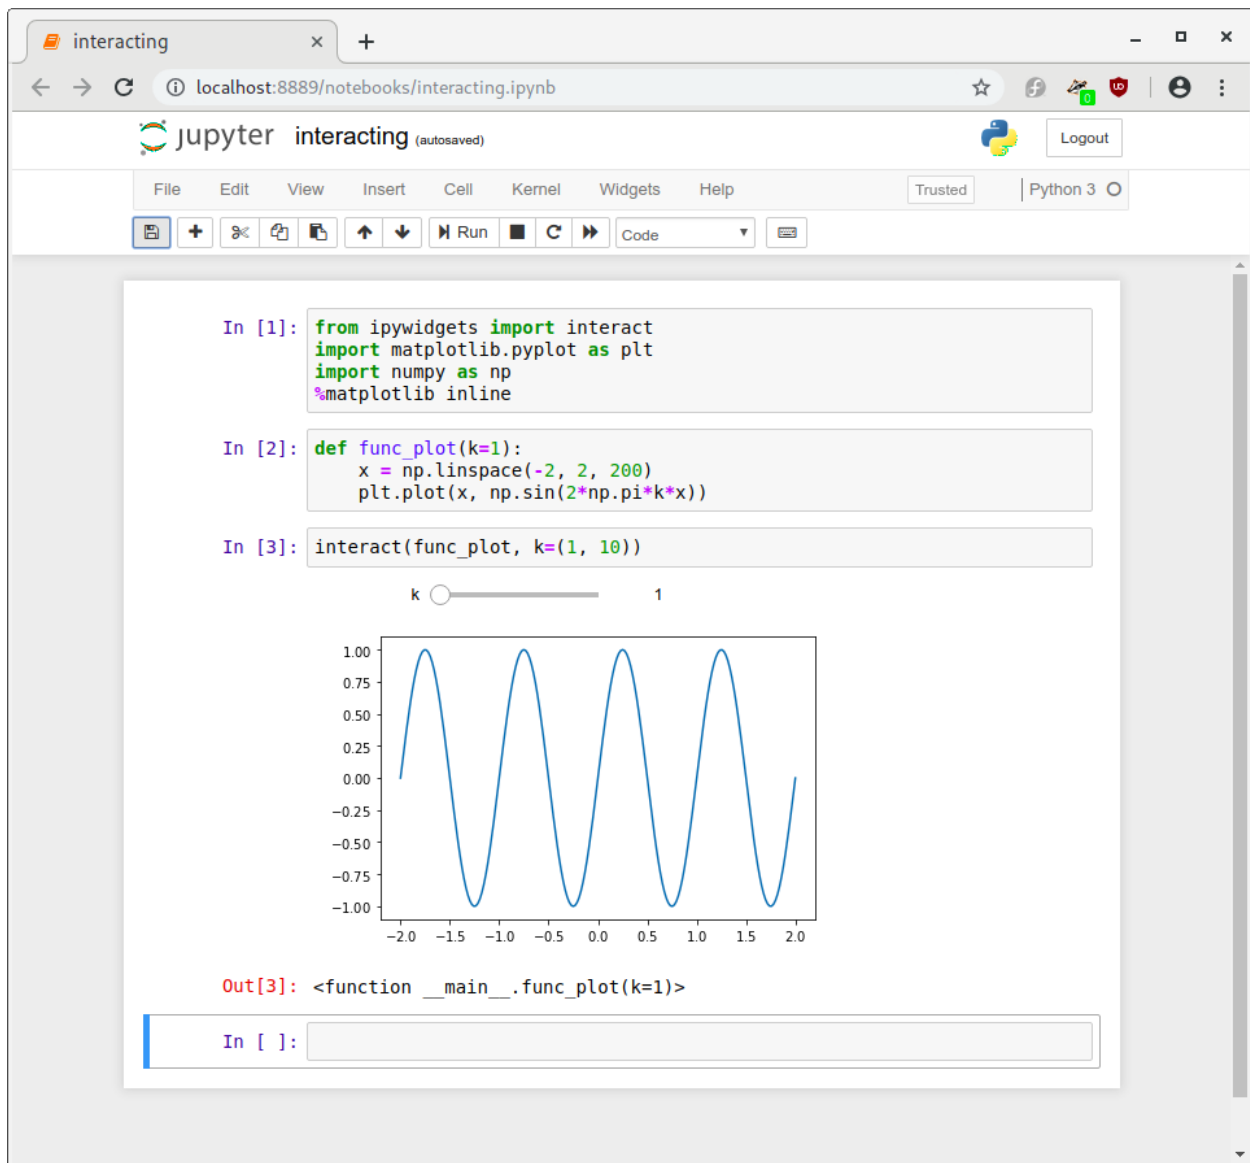 interacting
localhost:8889/notebooks/interacting.ipynb
0
jupyter interacting (autosaved)
Logout
File Edit View Insert Cell Kernel Widgets Help Trusted Python 3
Run Code
In [1]: from ipywidgets import interact
import matplotlib.pyplot as plt
import numpy as np
%matplotlib inline
In [2]: def func_plot(k=1):
    x = np.linspace(-2, 2, 200)
    plt.plot(x, np.sin(2*np.pi*k*x))
In [3]: interact(func_plot, k=(1, 10))
k 1
1.00
0.75
0.50
0.25
0.00
−0.25
−0.50
−0.75
−1.00
−2.0 −1.5 −1.0 −0.5 0.0 0.5 1.0 1.5 2.0
Out[3]: <function __main__.func_plot(k=1)>
In [ ]: